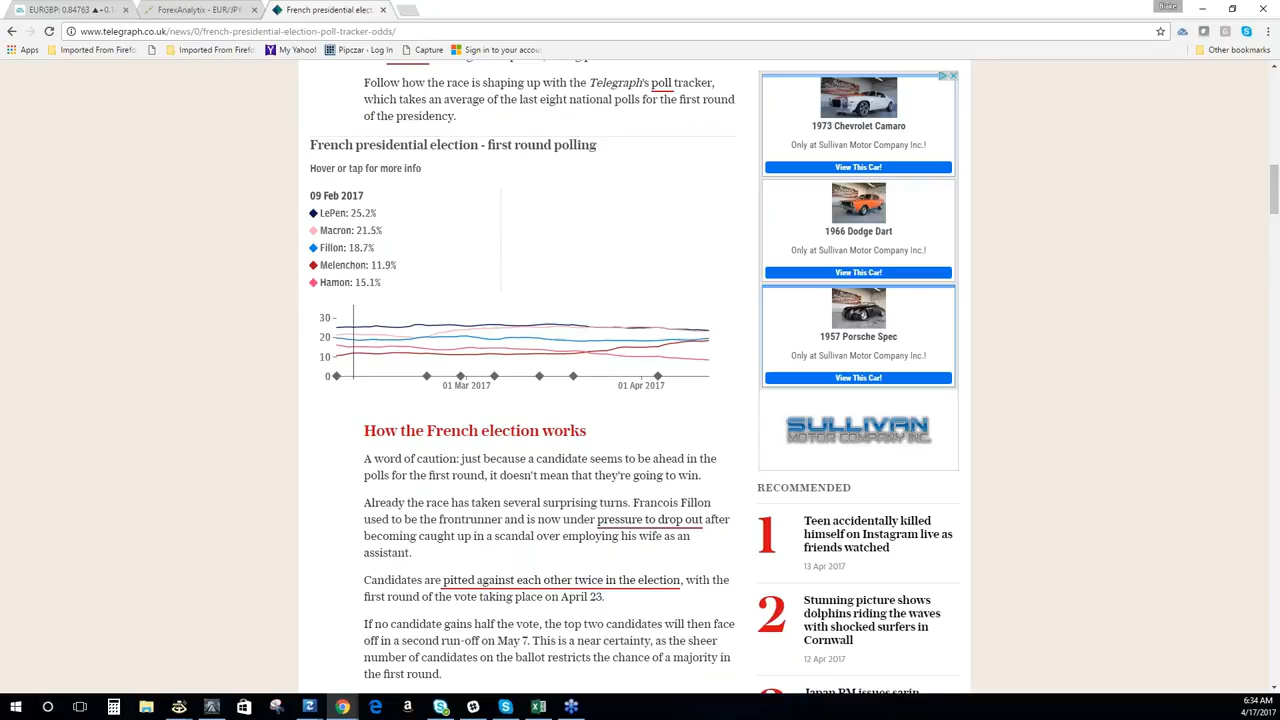 EURGBP: 0.84763 ▲+0.1
ForexAnalytix - EUR/JPY
French presidential elect
Blake
www.telegraph.co.uk/news/0/french-presidential-election-poll-tracker-odds/
Apps
Imported From Firefo
Imported From Firefo
My Yahoo!
Pipczar - Log In
Capture
Sign in to your accou
Other bookmarks
Follow how the race is shaping up with the Telegraph's poll tracker,
which takes an average of the last eight national polls for the first round
of the presidency.
French presidential election - first round polling
Hover or tap for more info
09 Feb 2017
LePen: 25.2%
Macron: 21.5%
Fillon: 18.7%
Melenchon: 11.9%
Hamon: 15.1%
30
20
10
0
01 Mar 2017
01 Apr 2017
How the French election works
A word of caution: just because a candidate seems to be ahead in the
polls for the first round, it doesn't mean that they're going to win.
Already the race has taken several surprising turns. Francois Fillon
used to be the frontrunner and is now under pressure to drop out after
becoming caught up in a scandal over employing his wife as an
assistant.
Candidates are pitted against each other twice in the election, with the
first round of the vote taking place on April 23.
If no candidate gains half the vote, the top two candidates will then face
off in a second run-off on May 7. This is a near certainty, as the sheer
number of candidates on the ballot restricts the chance of a majority in
the first round.
1973 Chevrolet Camaro
Only at Sullivan Motor Company Inc.!
View This Car!
1966 Dodge Dart
Only at Sullivan Motor Company Inc.!
View This Car!
1957 Porsche Spec
Only at Sullivan Motor Company Inc.!
View This Car!
SULLIVAN
MOTOR COMPANY INC.
RECOMMENDED
1
Teen accidentally killed
himself on Instagram live as
friends watched
13 Apr 2017
2
Stunning picture shows
dolphins riding the waves
with shocked surfers in
Cornwall
12 Apr 2017
Japan PM issues sarin
6:34 AM
4/17/2017